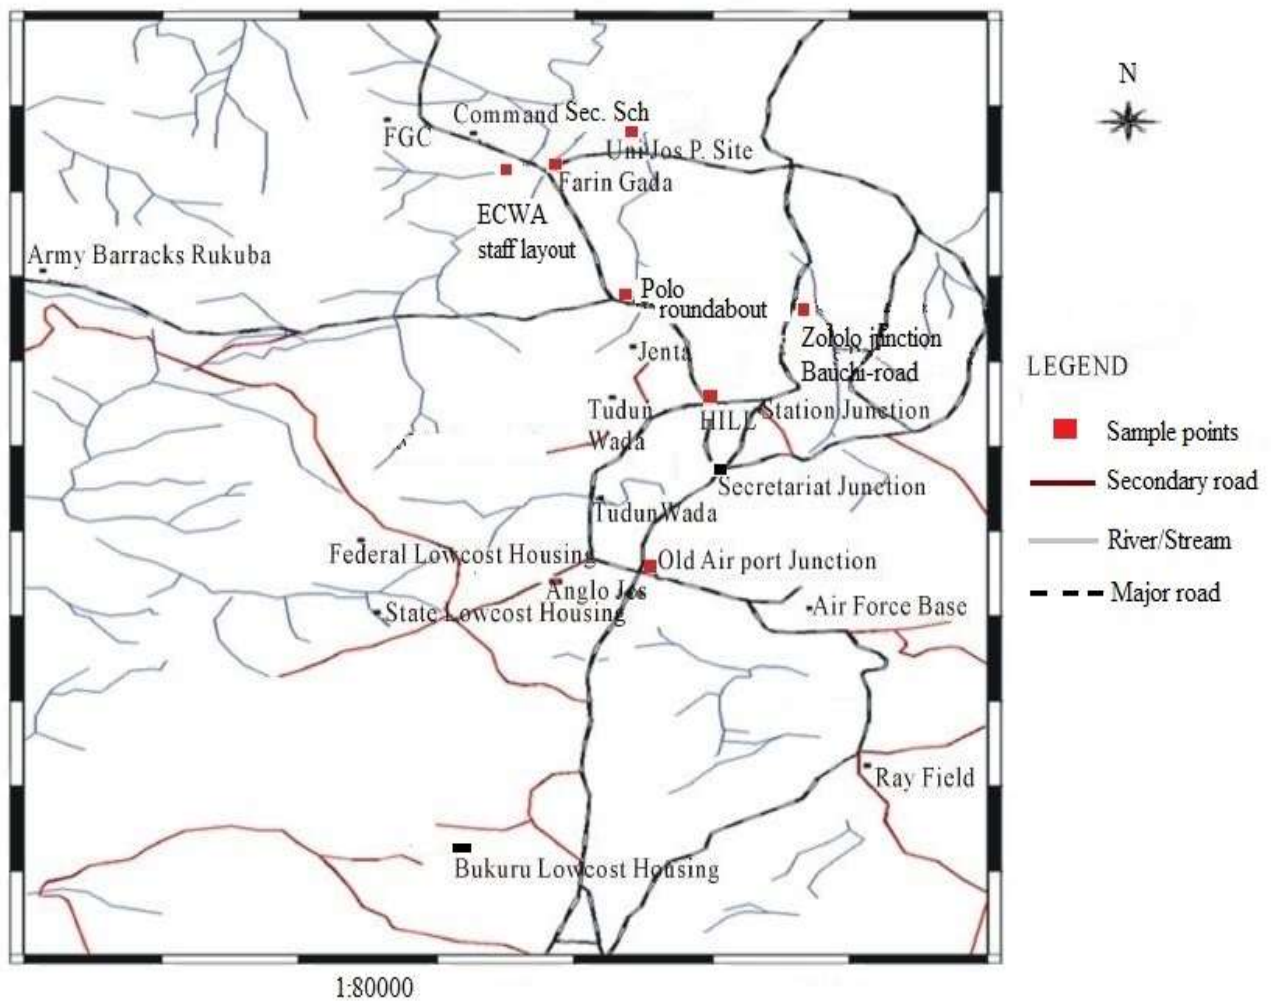 N
Command Sec. Sch
FGC
Uni Jos P. Site
Farin Gada
ECWA
staff layout
Army Barracks Rukuba
Polo
roundabout
Zololo junction
Bauchi-road
Jenta
Tudun
Wada
HILL
Station Junction
Secretariat Junction
Tudun Wada
Federal Lowcost Housing
Old Air port Junction
Anglo Jos
State Lowcost Housing
Air Force Base
Ray Field
Bukuru Lowcost Housing
1:80000
LEGEND
Sample points
Secondary road
River/Stream
Major road